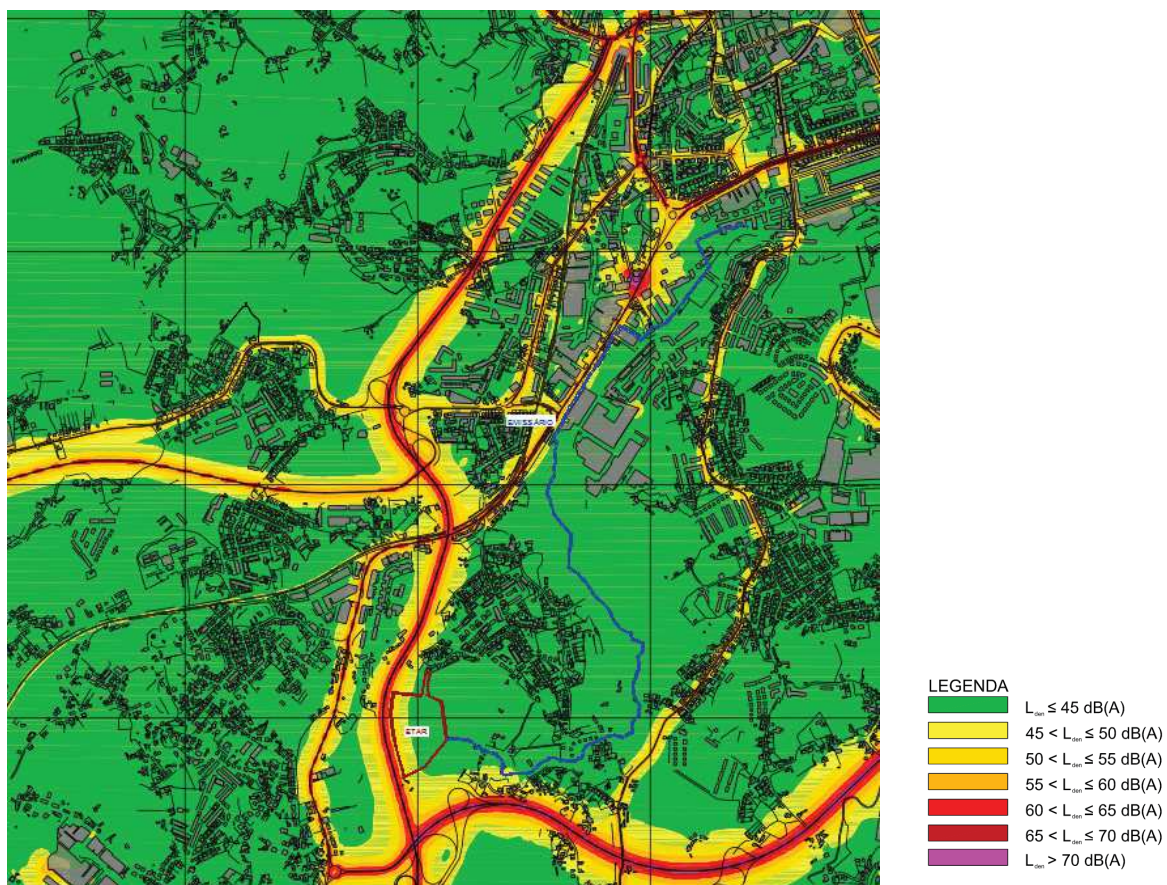 EMISSÁRIO
ETAR
LEGENDA
Lden ≤ 45 dB(A)
45 < Lden ≤ 50 dB(A)
50 < Lden ≤ 55 dB(A)
55 < Lden ≤ 60 dB(A)
60 < Lden ≤ 65 dB(A)
65 < Lden ≤ 70 dB(A)
Lden > 70 dB(A)